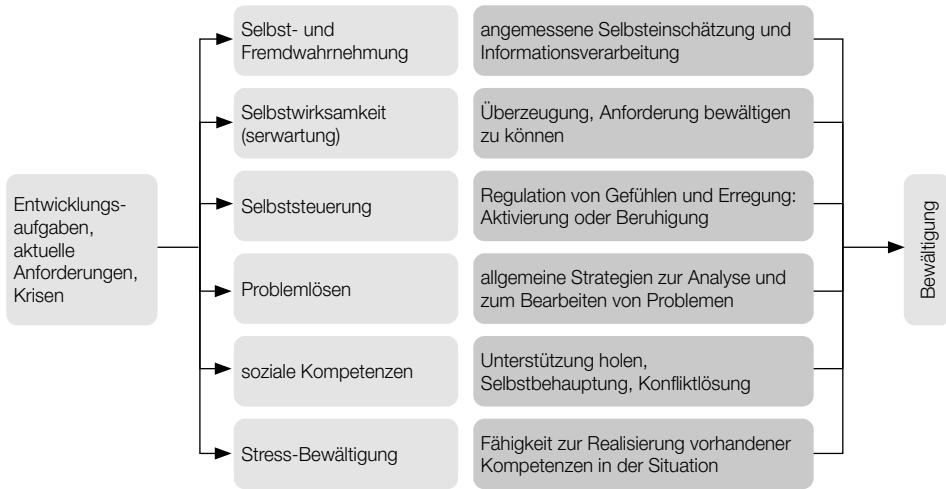 Entwicklungs-
aufgaben,
aktuelle
Anforderungen,
Krisen
Selbst- und
Fremdwahrnehmung
angemessene Selbsteinschätzung und
Informationsverarbeitung
Selbstwirksamkeit
(serwartung)
Überzeugung, Anforderung bewältigen
zu können
Selbststeuerung
Regulation von Gefühlen und Erregung:
Aktivierung oder Beruhigung
Problemlösen
allgemeine Strategien zur Analyse und
zum Bearbeiten von Problemen
soziale Kompetenzen
Unterstützung holen,
Selbstbehauptung, Konfliktlösung
Stress-Bewältigung
Fähigkeit zur Realisierung vorhandener
Kompetenzen in der Situation
Bewältigung